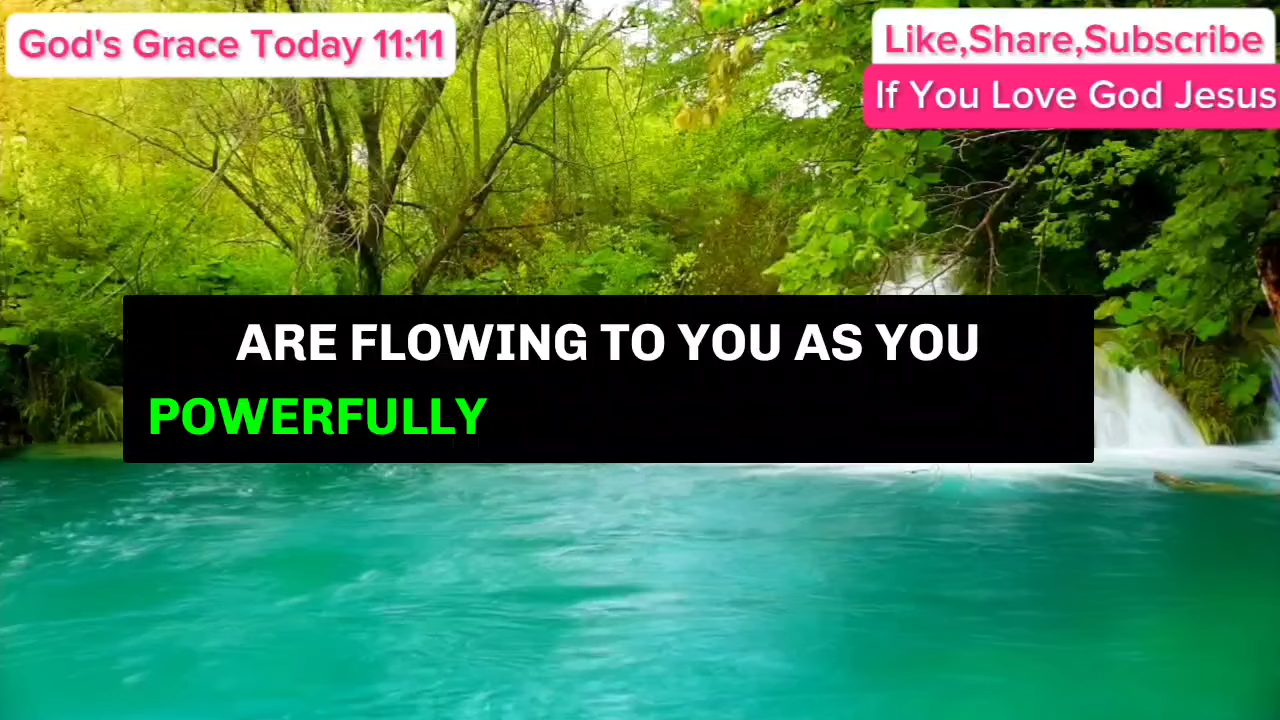 God's Grace Today 11:11
Like,Share,Subscribe
If You Love God Jesus
ARE FLOWING TO YOU AS YOU
POWERFULLY